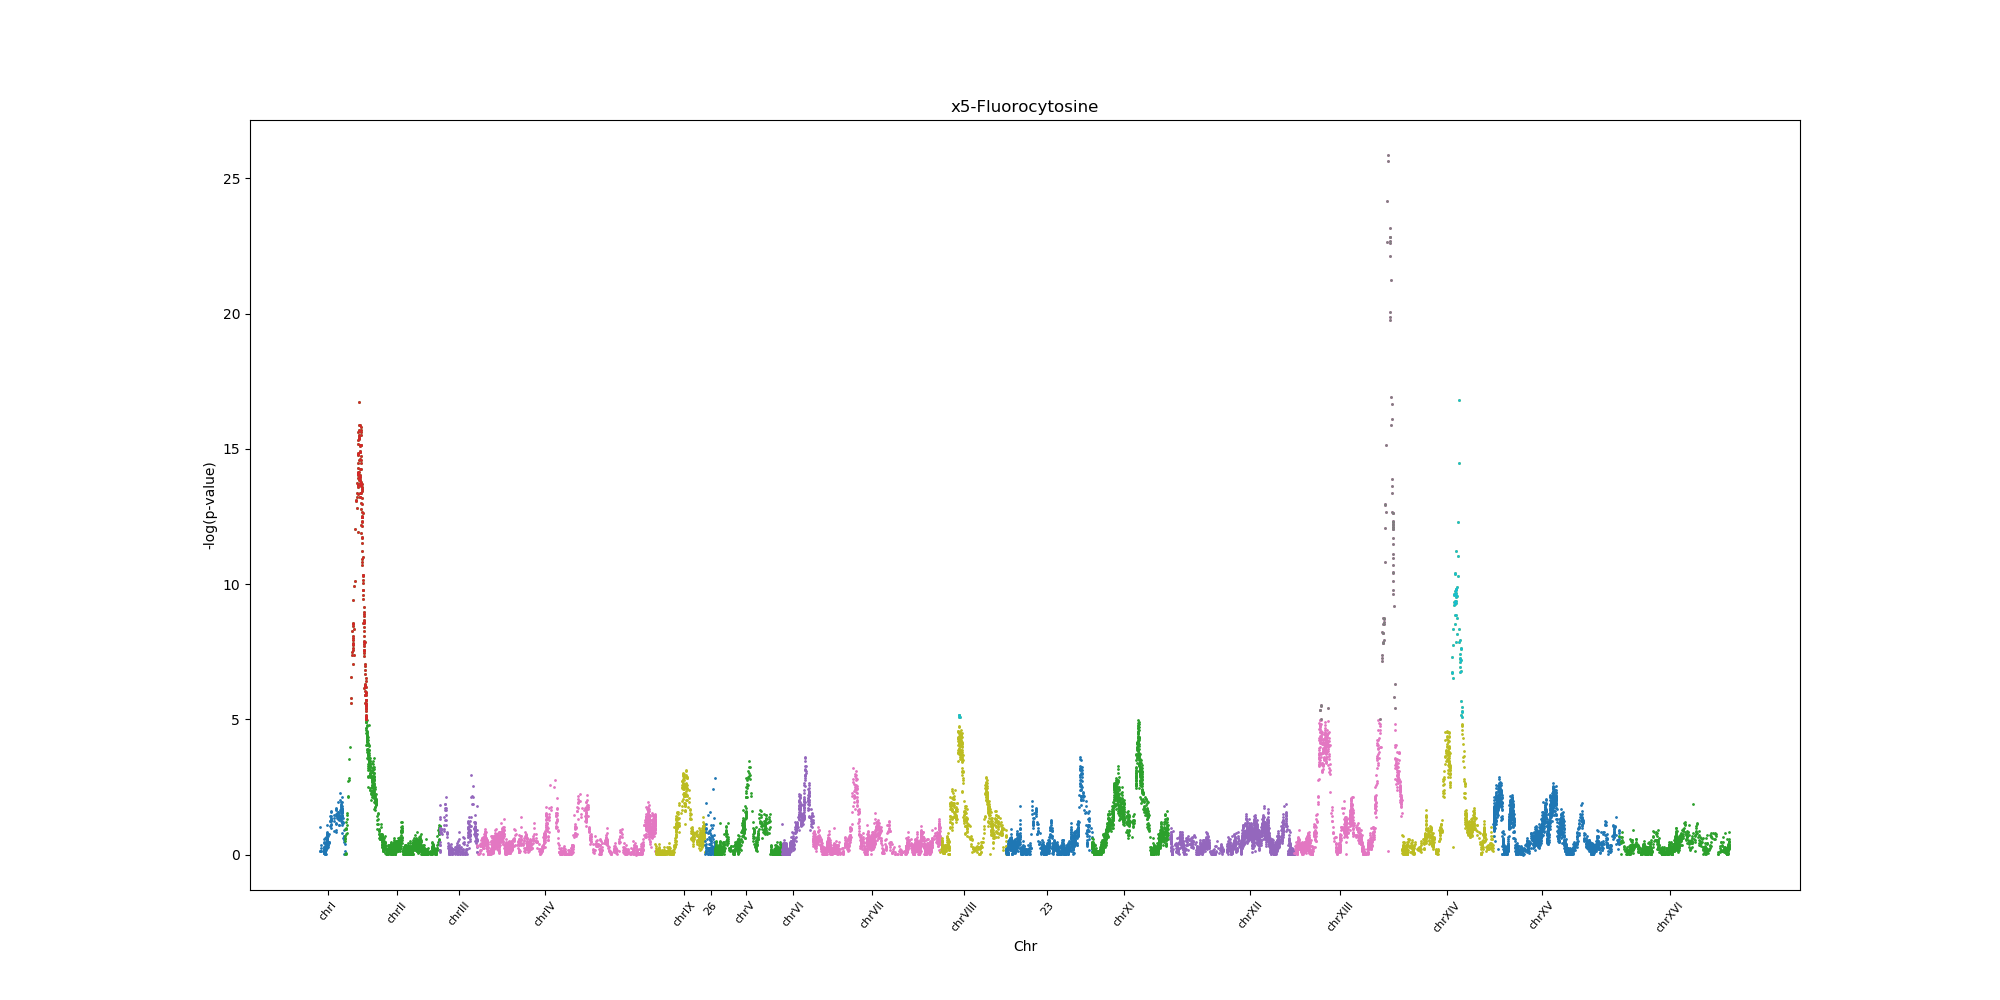 x5-Fluorocytosine
25
20
15
10
5
0
-log(p-value)
chrI
chrII
chrIII
chrIV
chrIX
26
chrV
chrVI
chrVII
chrVIII
23
chrXI
chrXII
chrXIII
chrXIV
chrXV
chrXVI
Chr